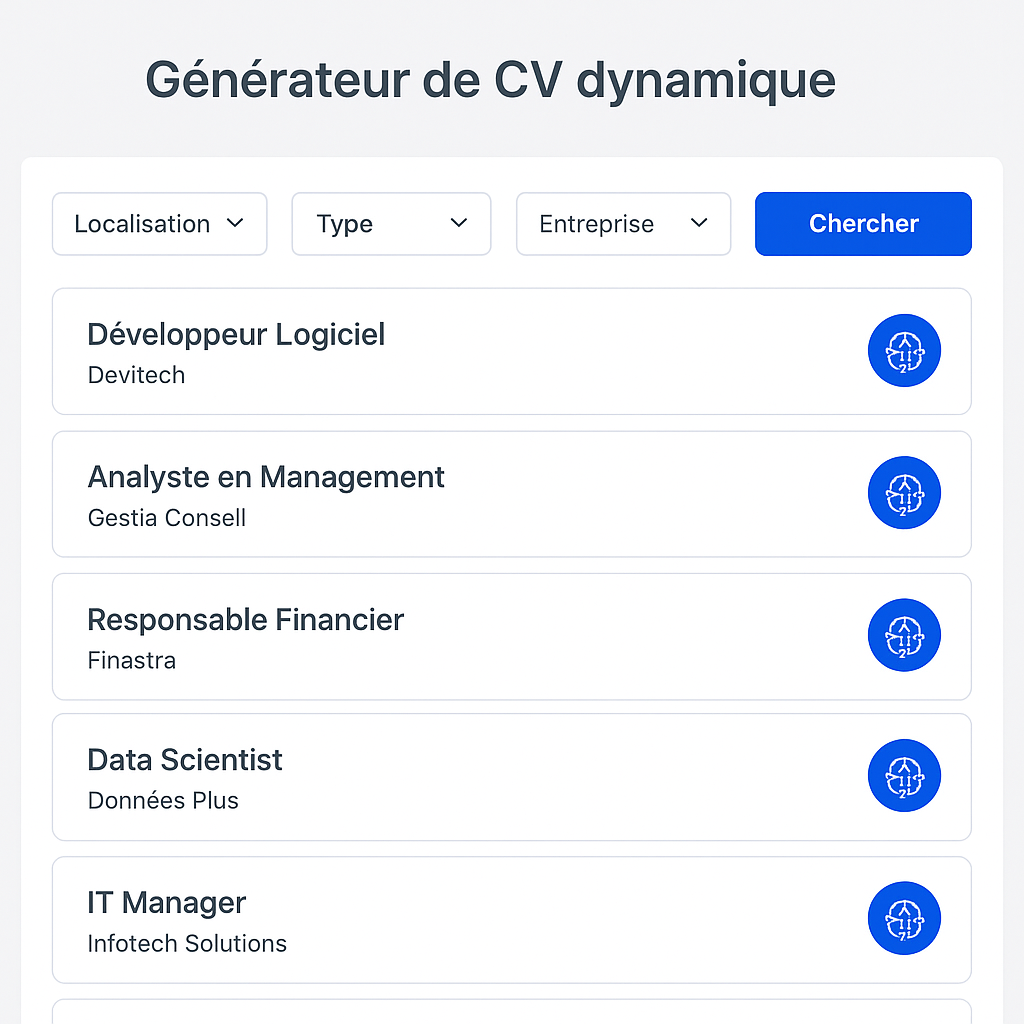 Générateur de CV dynamique
Localisation
Type
Entreprise
Chercher
Développeur Logiciel
Devitech
Analyste en Management
Gestia Consell
Responsable Financier
Finastra
Data Scientist
Données Plus
IT Manager
Infotech Solutions